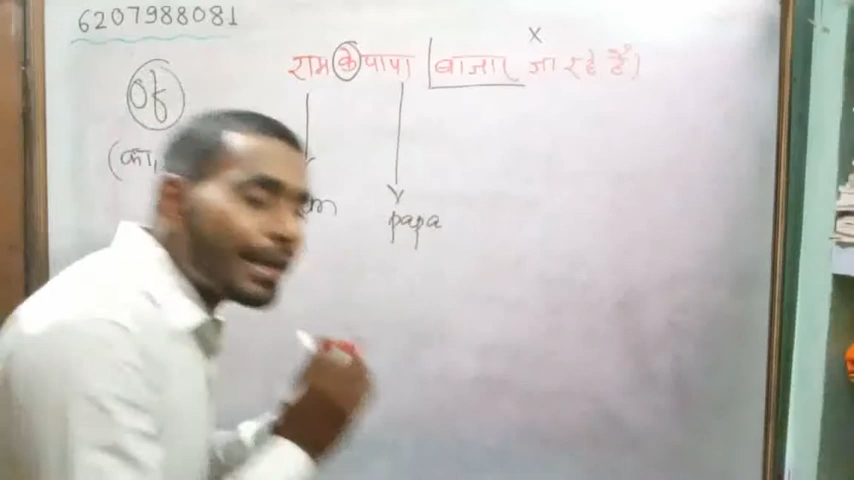 6207988081
x
राम के पापा बाजार जा रहे हैं)
Of
(का,
papa